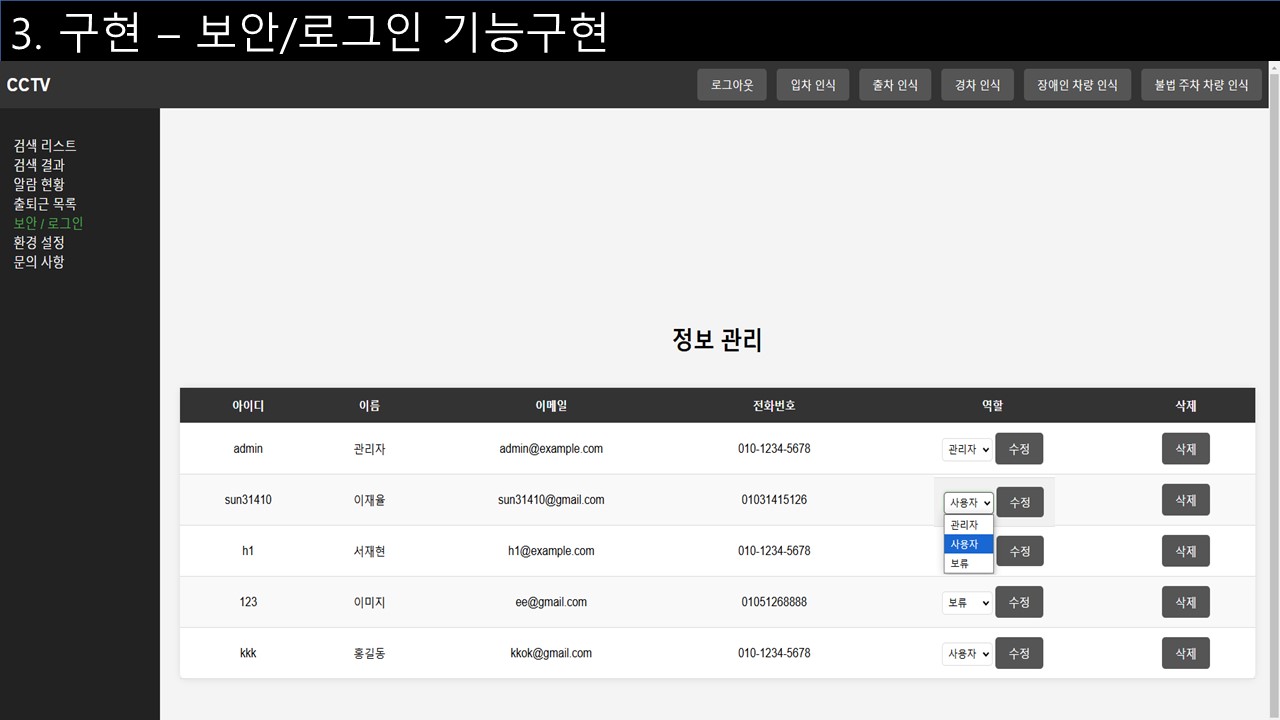 3. 구현 – 보안/로그인 기능구현
CCTV 로그아웃 입차 인식 출차 인식 경차 인식 장애인 차량 인식 불법 주차 차량 인식
검색 리스트
검색 결과
알람 현황
출퇴근 목록
보안 / 로그인
환경 설정
문의 사항
정보 관리
아이디 이름 이메일 전화번호 역할 삭제
admin 관리자 admin@example.com 010-1234-5678 관리자 수정 삭제
sun31410 이재율 sun31410@gmail.com 01031415126 사용자 수정 삭제
관리자
사용자
보류
h1 서재현 h1@example.com 010-1234-5678 수정 삭제
123 이미지 ee@gmail.com 01051268888 보류 수정 삭제
kkk 홍길동 kkok@gmail.com 010-1234-5678 사용자 수정 삭제